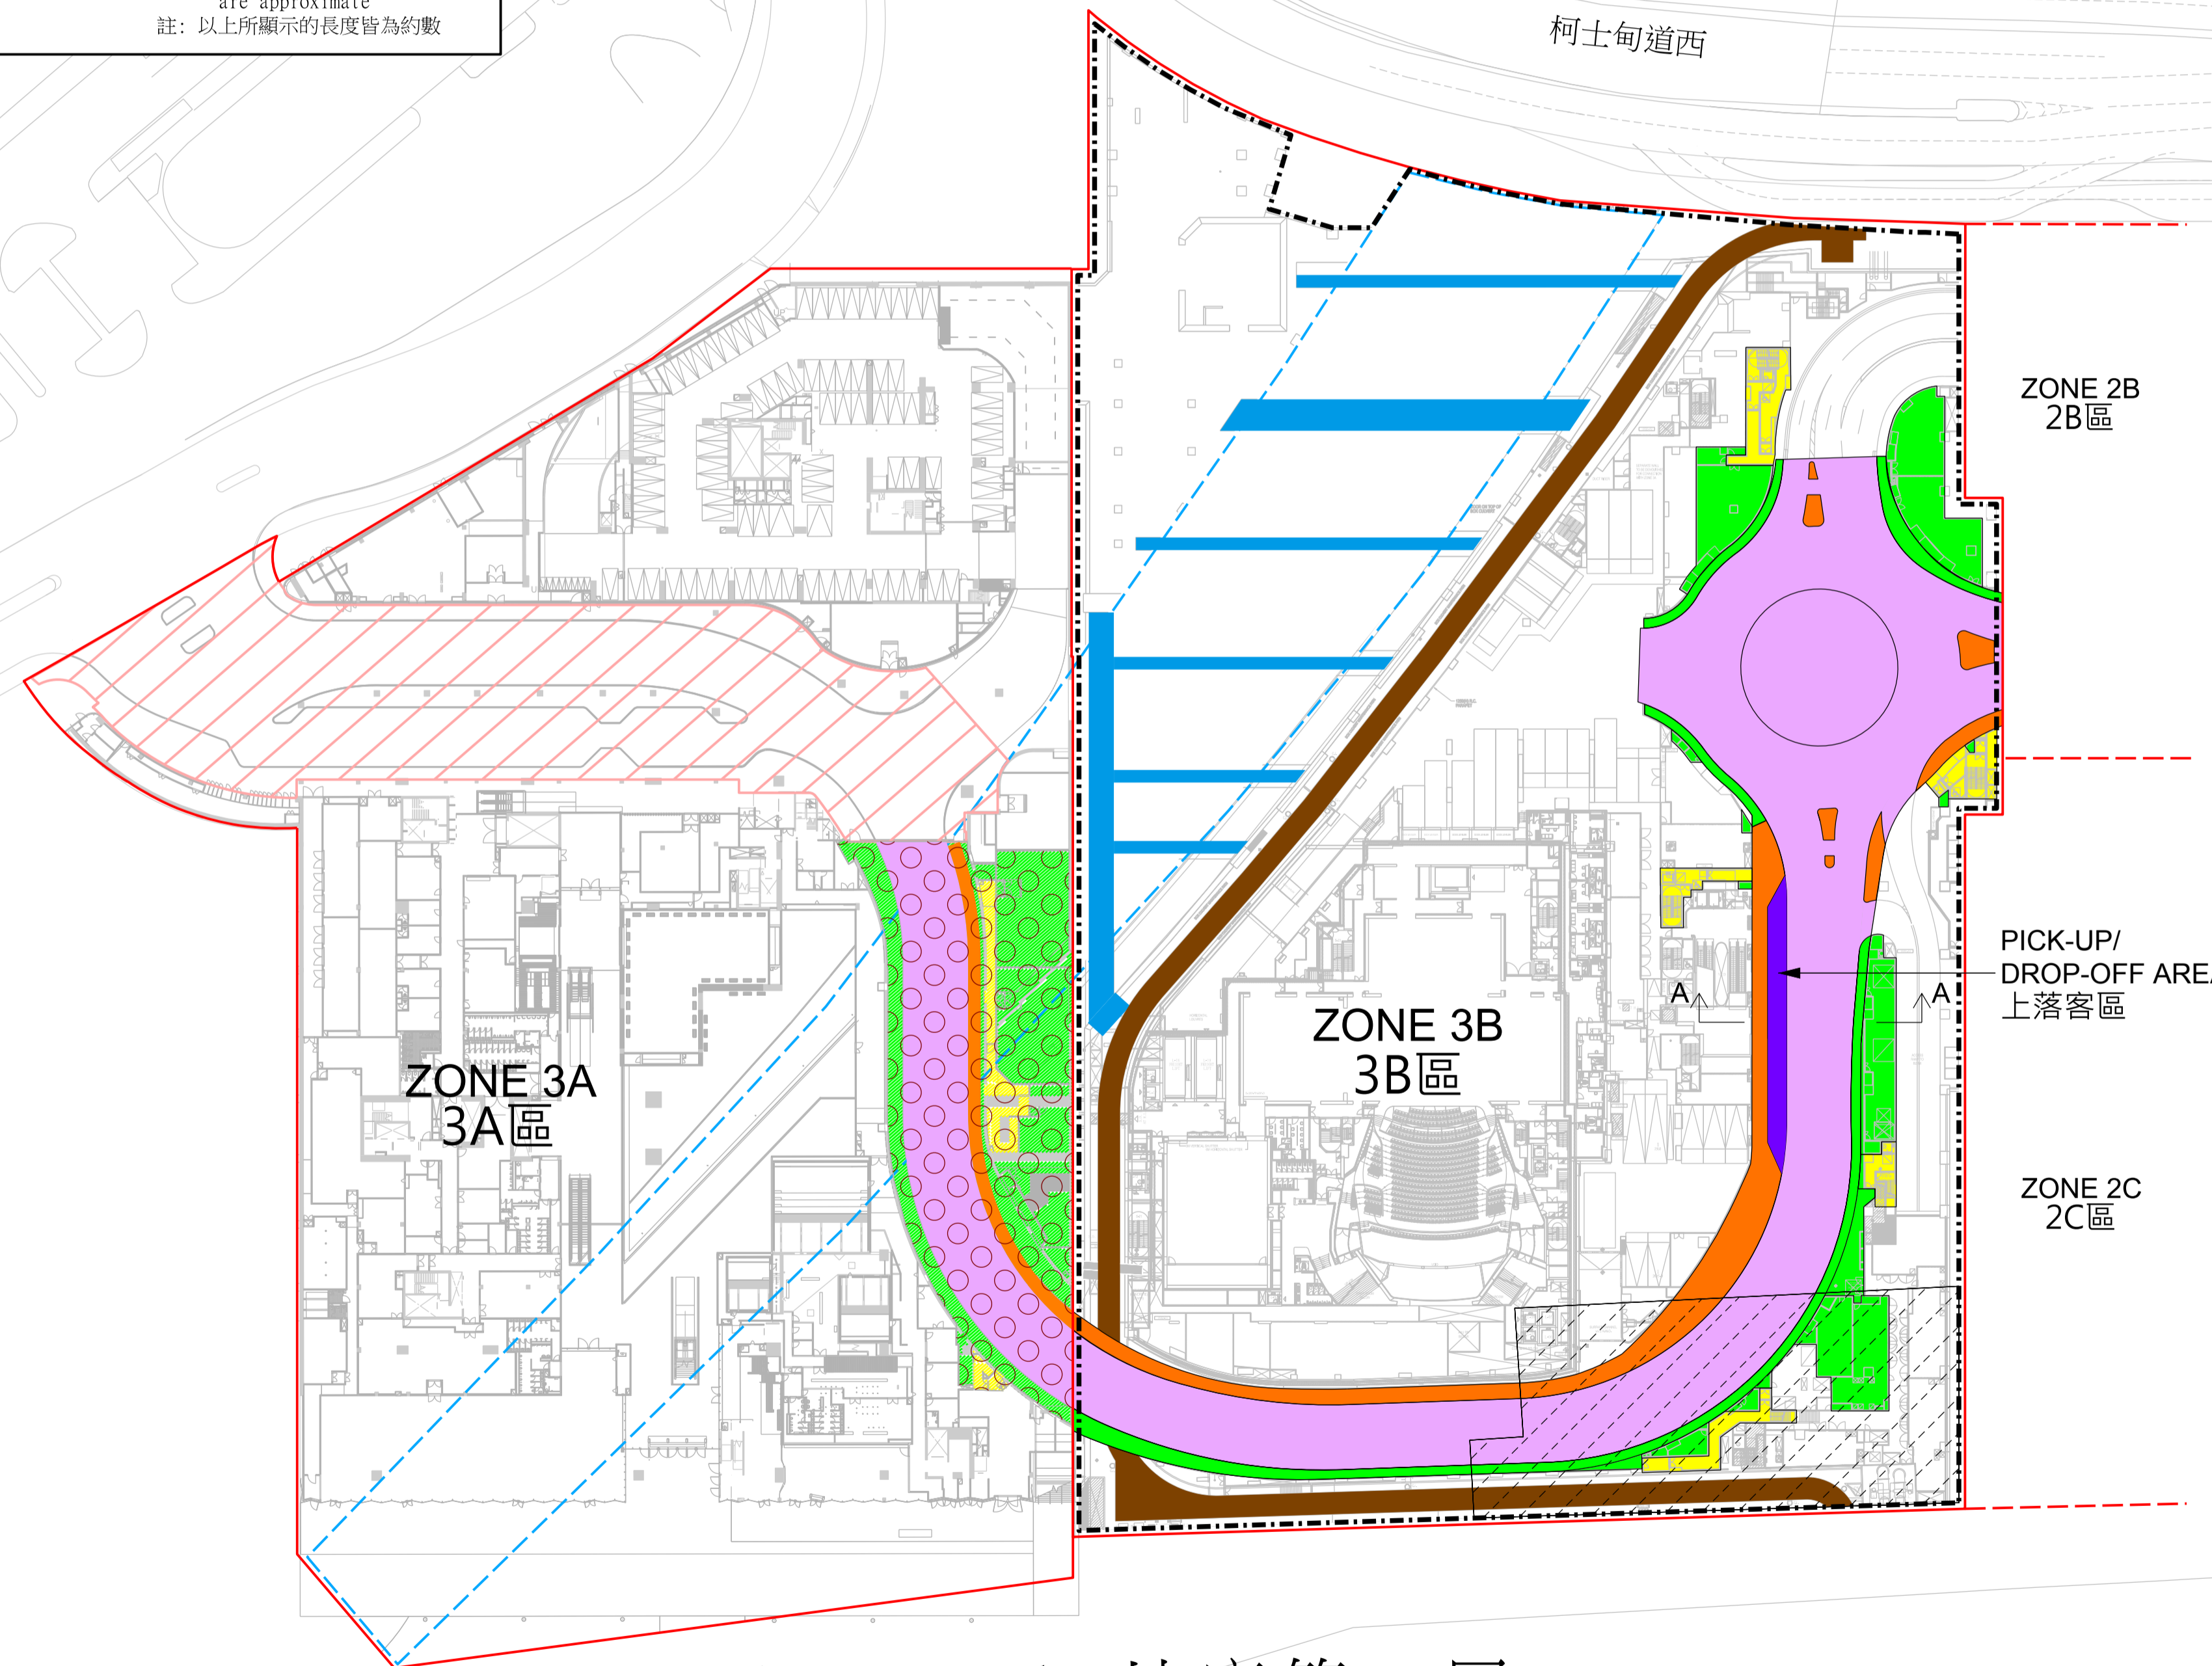 are approximate
註: 以上所顯示的長度皆為約數
柯士甸道西
ZONE 2B
2B區
PICK-UP/
DROP-OFF AREA
上落客區
A
A
ZONE 3B
3B區
ZONE 3A
3A區
ZONE 2C
2C區